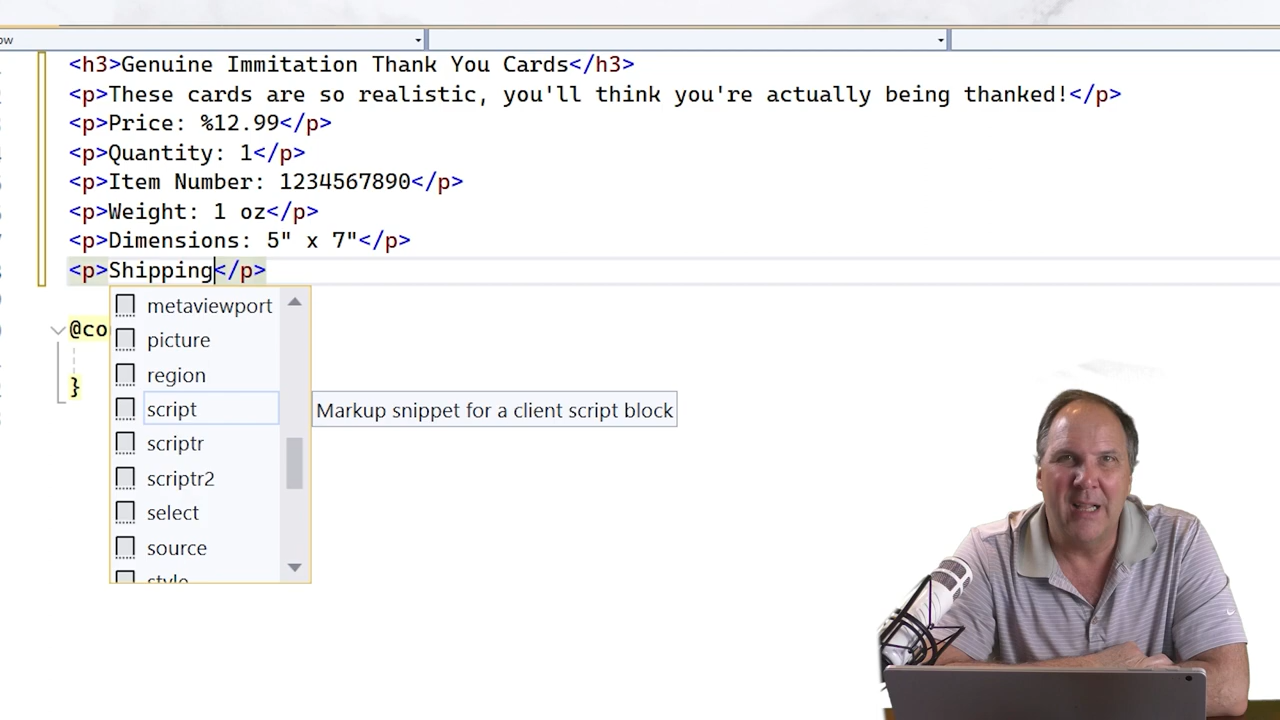 ow
<h3>Genuine Immitation Thank You Cards</h3>
<p>These cards are so realistic, you'll think you're actually being thanked!</p>
<p>Price: %12.99</p>
<p>Quantity: 1</p>
<p>Item Number: 1234567890</p>
<p>Weight: 1 oz</p>
<p>Dimensions: 5" x 7"</p>
<p>Shipping</p>
metaviewport
@co
picture
region
}
script
Markup snippet for a client script block
scriptr
scriptr2
select
source
style